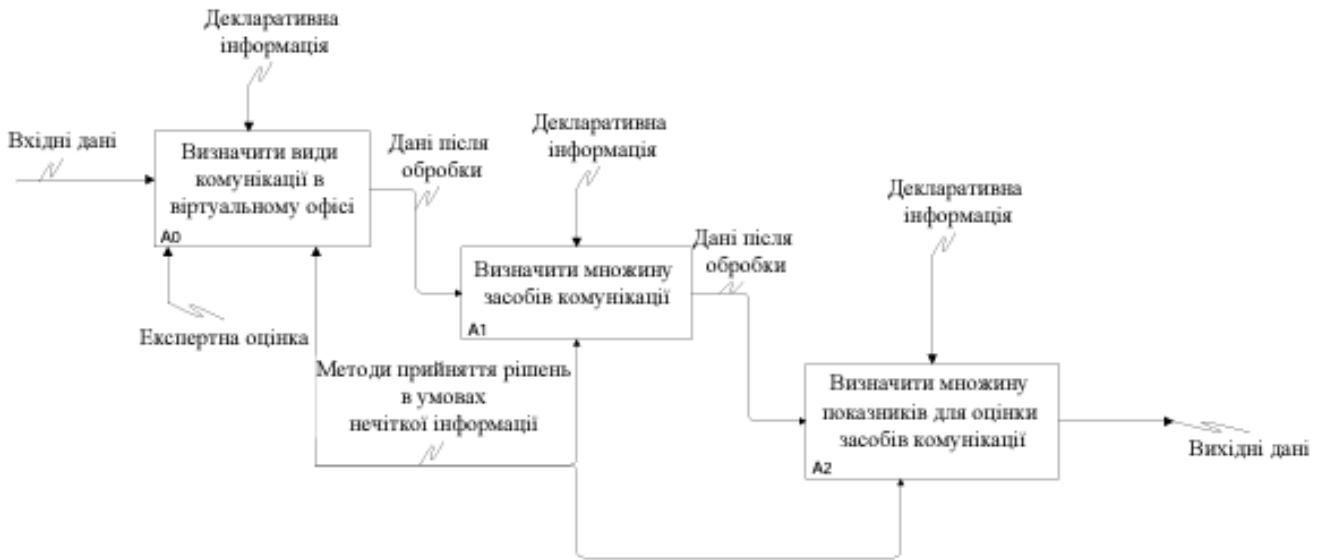 Декларативна
інформація
Вхідні дані
Визначити види
комунікації в
віртуальному офісі
A0
Дані після
обробки
Декларативна
інформація
Експертна оцінка
Визначити множину
засобів комунікації
A1
Дані після
обробки
Декларативна
інформація
Методи прийняття рішень
в умовах
нечіткої інформації
Визначити множину
показників для оцінки
засобів комунікації
A2
Вихідні дані